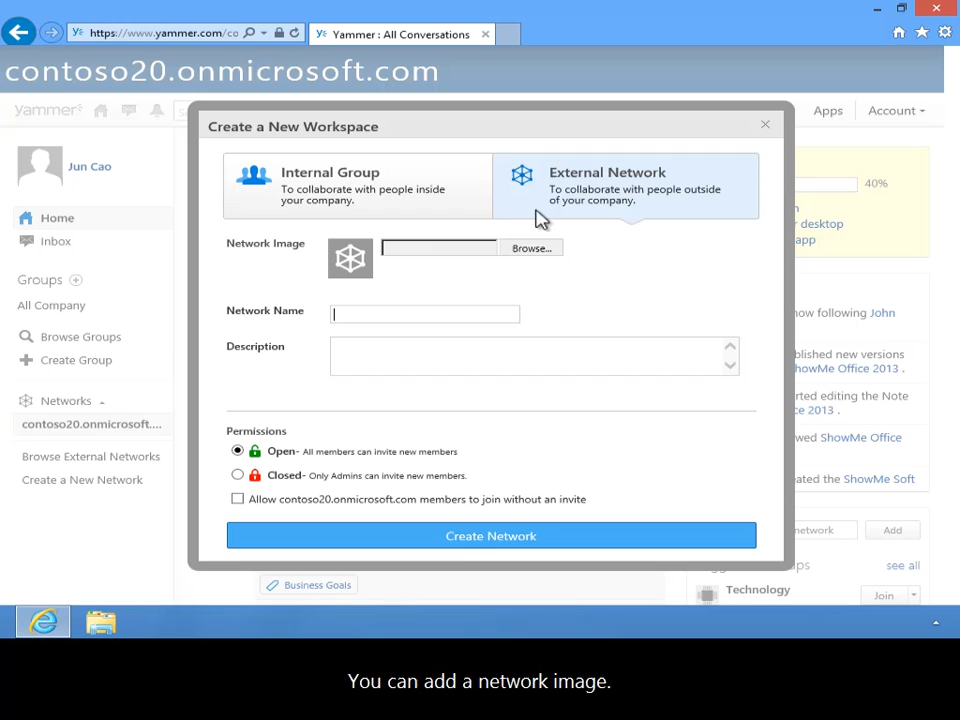 https://www.yammer.com/co
Yammer : All Conversations
contoso20.onmicrosoft.com
yammer
Apps
Account
Create a New Workspace
Internal Group
To collaborate with people inside
your company.
External Network
To collaborate with people outside
of your company.
Jun Cao
40%
desktop
app
Home
Inbox
Groups
All Company
Browse Groups
Create Group
Networks
contoso20.onmicrosoft....
Browse External Networks
Create a New Network
Network Image
Browse...
Network Name
Description
Permissions
Open- All members can invite new members
Closed- Only Admins can invite new members.
Allow contoso20.onmicrosoft.com members to join without an invite
Create Network
now following John
blished new versions
howMe Office 2013 .
rted editing the Note
ce 2013 .
wed ShowMe Office
eated the ShowMe Soft
network
Add
ps
see all
Technology
Join
Business Goals
You can add a network image.